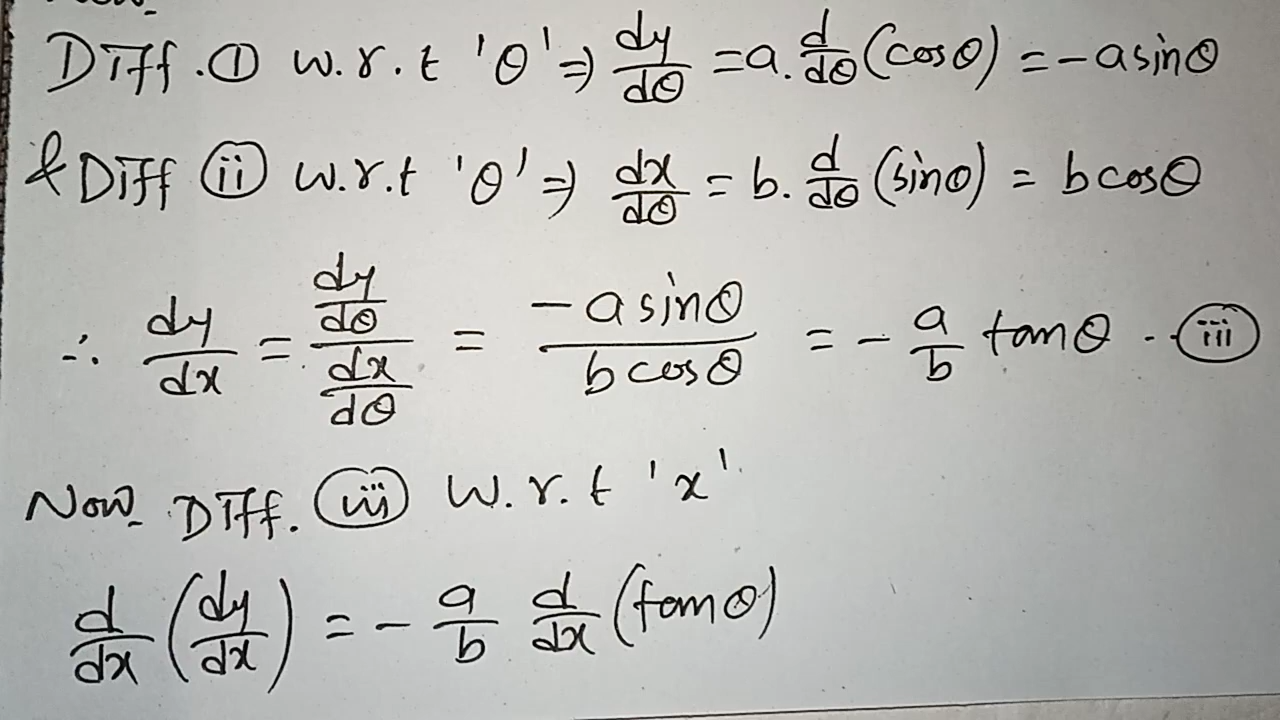 Diff. ① w.r.t 'θ' ⇒ dy/dθ = a. d/dθ (cosθ) = -a sinθ
& Diff ⓘⓘ w.r.t 'θ' ⇒ dx/dθ = b. d/dθ (sinθ) = b cosθ
∴ dy/dx = (dy/dθ)/(dx/dθ) = -a sinθ / b cosθ = - a/b tanθ -- (iii)
Now Diff. (iii) w.r.t 'x'
d/dx (dy/dx) = - a/b d/dx (tanθ)